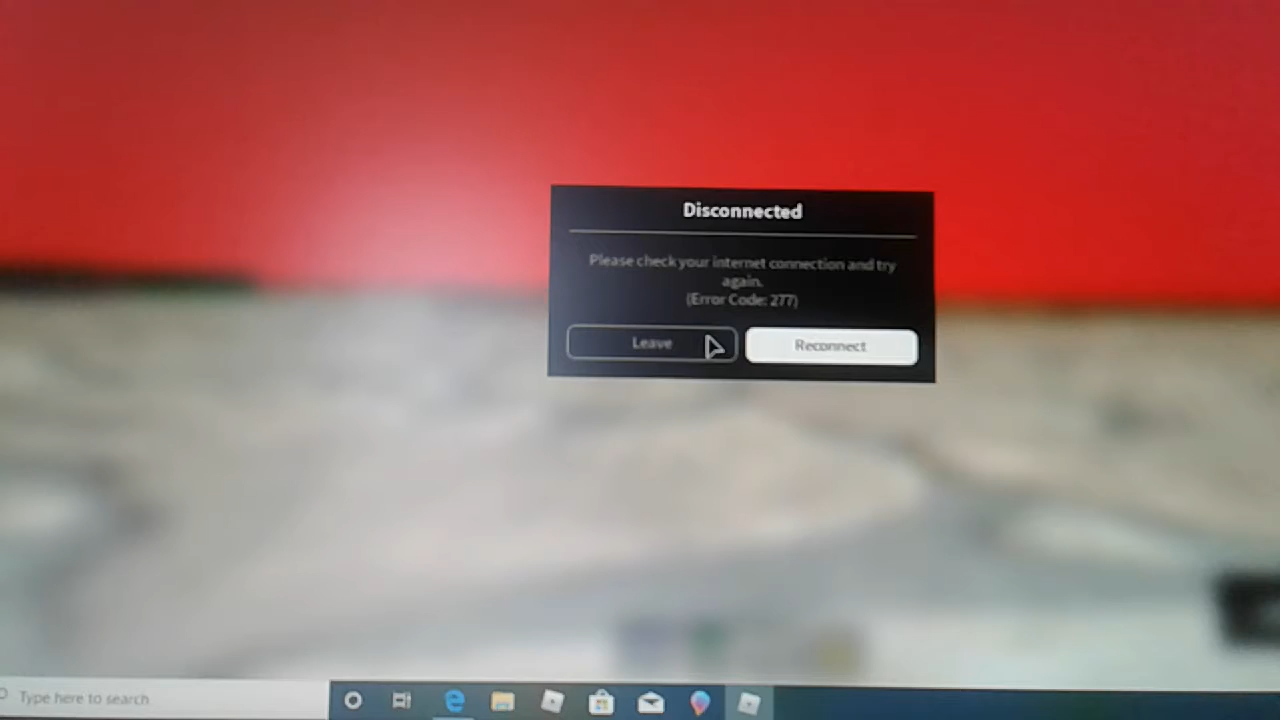 Disconnected
Please check your internet connection and try
again.
(Error Code: 277)
Leave
Reconnect
Type here to search